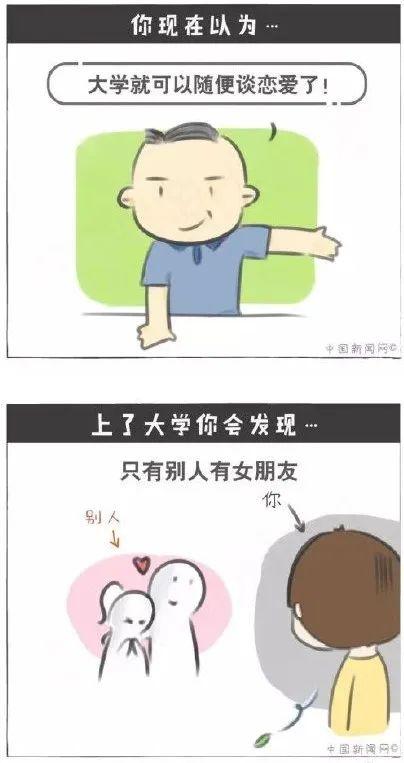 你现在以为…
大学就可以随便谈恋爱了!
中国新闻网©
上了大学你会发现…
只有别人有女朋友
别人
你
中国新闻网©